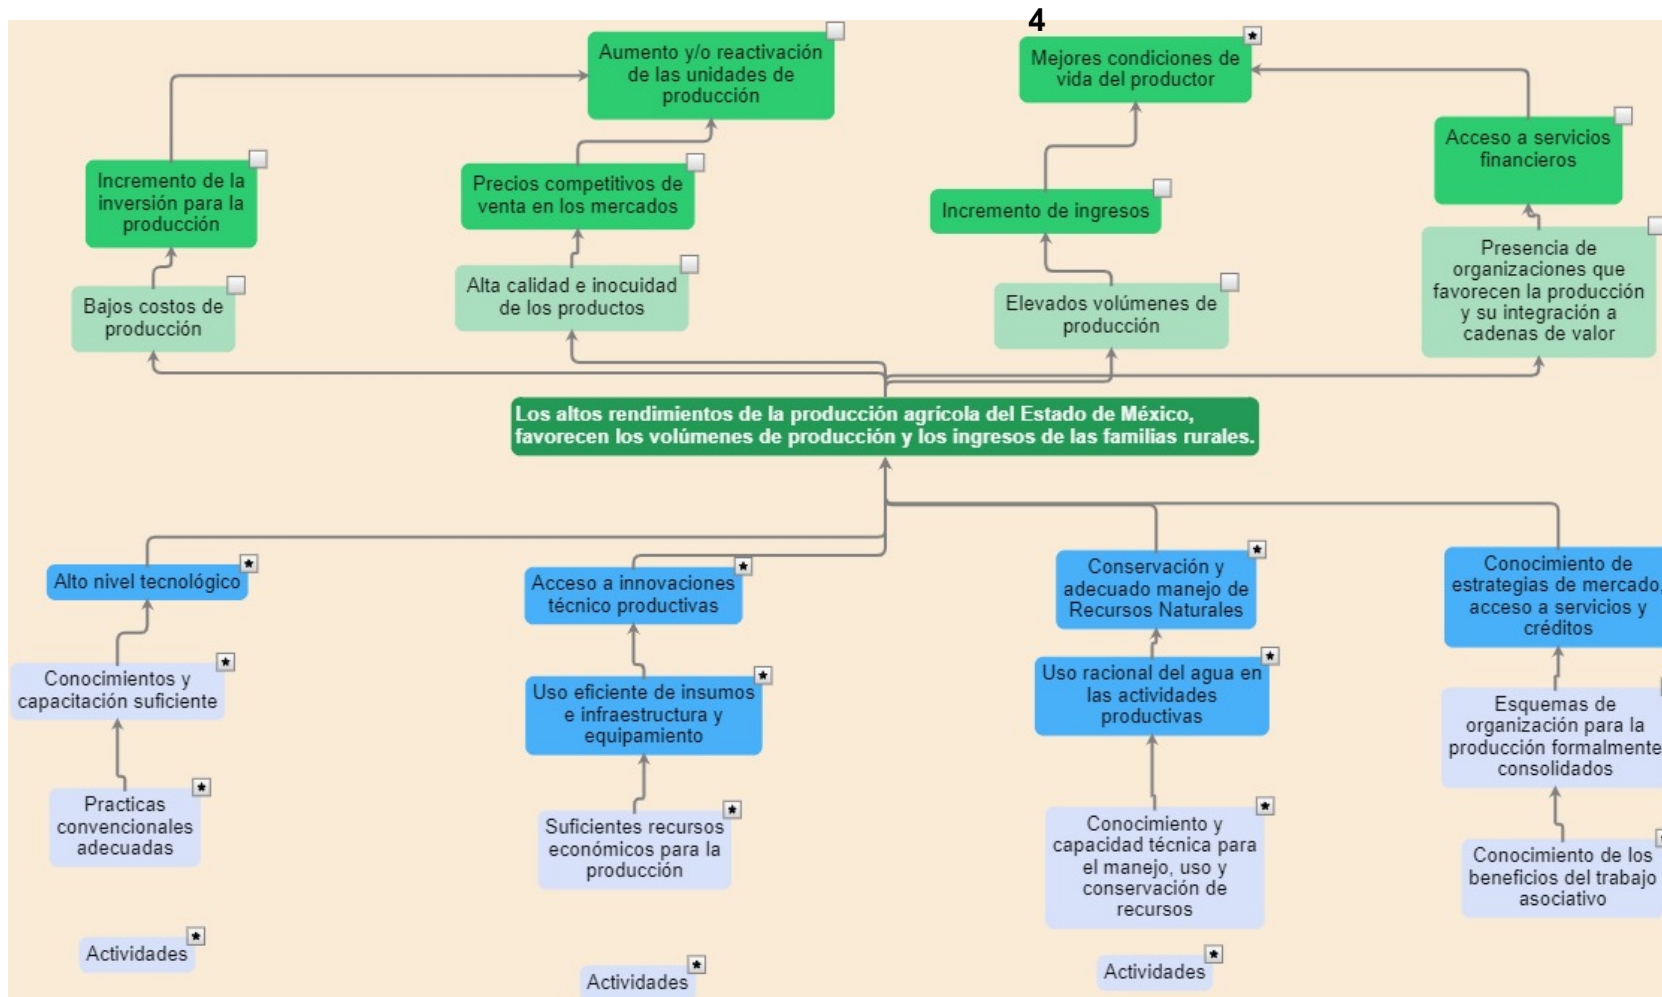 4
Aumento y/o reactivación
de las unidades de
producción
Mejores condiciones de
vida del productor
Acceso a servicios
financieros
Incremento de la
inversión para la
producción
Precios competitivos de
venta en los mercados
Incremento de ingresos
Presencia de
organizaciones que
favorecen la producción
y su integración a
cadenas de valor
Bajos costos de
producción
Alta calidad e inocuidad
de los productos
Elevados volúmenes de
producción
Los altos rendimientos de la producción agrícola del Estado de México,
favorecen los volúmenes de producción y los ingresos de las familias rurales.
Alto nivel tecnológico
Acceso a innovaciones
técnico productivas
Conservación y
adecuado manejo de
Recursos Naturales
Conocimiento de
estrategias de mercado,
acceso a servicios y
créditos
Conocimientos y
capacitación suficiente
Uso eficiente de insumos
e infraestructura y
equipamiento
Uso racional del agua en
las actividades
productivas
Esquemas de
organización para la
producción formalmente
consolidados
Practicas
convencionales
adecuadas
Suficientes recursos
económicos para la
producción
Conocimiento y
capacidad técnica para
el manejo, uso y
conservación de
recursos
Conocimiento de los
beneficios del trabajo
asociativo
Actividades
Actividades
Actividades